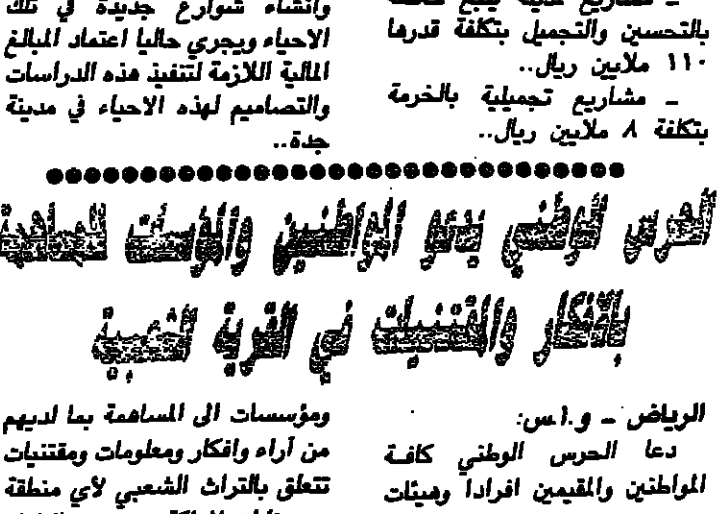 بالتحسين والتجميل بتكلفة قدرها
١١٠ ملايين ريال..
ـ مشاريع تجميلية بالخرمة
بتكلفة ٨ ملايين ريال..
وانشاء شوارع جديدة في تلك
الاحياء ويجري حاليا اعتماد المبالغ
المالية اللازمة لتنفيذ هذه الدراسات
والتصاميم لهذه الاحياء في مدينة
جدة..
الحرس الوطني يدعو المواطنين والمؤسسات للمساهمة
بالافكار والمقتنيات في القرية الشعبية
الرياض ـ و.ا.س:
دعا الحرس الوطني كافة
المواطنين والمقيمين افرادا وهيئات
ومؤسسات الى المساهمة بما لديهم
من آراء وافكار ومعلومات ومقتنيات
تتعلق بالتراث الشعبي لأي منطقة